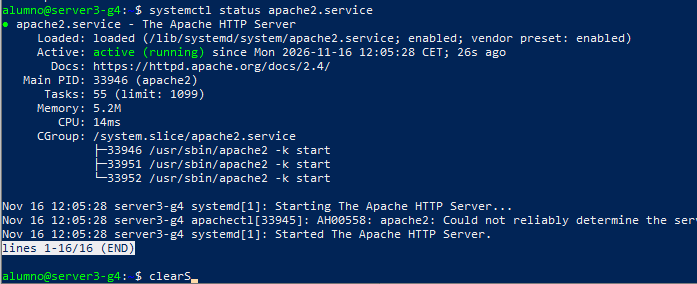 alumno@server3-g4: $ systemctl status apache2.service
● apache2.service - The Apache HTTP Server
Loaded: loaded (/lib/systemd/system/apache2.service; enabled; vendor preset: enabled)
Active: active (running) since Mon 2026-11-16 12:05:28 CET; 26s ago
Docs: https://httpd.apache.org/docs/2.4/
Main PID: 33946 (apache2)
Tasks: 55 (limit: 1099)
Memory: 5.2M
CPU: 14ms
CGroup: /system.slice/apache2.service
├─33946 /usr/sbin/apache2 -k start
├─33951 /usr/sbin/apache2 -k start
└─33952 /usr/sbin/apache2 -k start
Nov 16 12:05:28 server3-g4 systemd[1]: Starting The Apache HTTP Server...
Nov 16 12:05:28 server3-g4 apachectl[33945]: AH00558: apache2: Could not reliably determine the ser
Nov 16 12:05:28 server3-g4 systemd[1]: Started The Apache HTTP Server.
lines 1-16/16 (END)
alumno@server3-g4: $ clearS